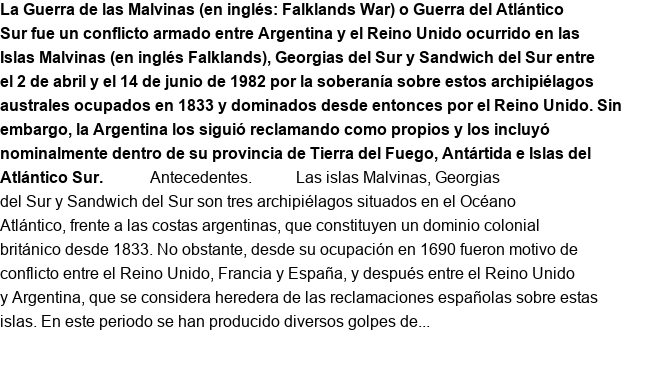 La Guerra de las Malvinas (en inglés: Falklands War) o Guerra del Atlántico
Sur fue un conflicto armado entre Argentina y el Reino Unido ocurrido en las
Islas Malvinas (en inglés Falklands), Georgias del Sur y Sandwich del Sur entre
el 2 de abril y el 14 de junio de 1982 por la soberanía sobre estos archipiélagos
australes ocupados en 1833 y dominados desde entonces por el Reino Unido. Sin
embargo, la Argentina los siguió reclamando como propios y los incluyó
nominalmente dentro de su provincia de Tierra del Fuego, Antártida e Islas del
Atlántico Sur. Antecedentes. Las islas Malvinas, Georgias
del Sur y Sandwich del Sur son tres archipiélagos situados en el Océano
Atlántico, frente a las costas argentinas, que constituyen un dominio colonial
británico desde 1833. No obstante, desde su ocupación en 1690 fueron motivo de
conflicto entre el Reino Unido, Francia y España, y después entre el Reino Unido
y Argentina, que se considera heredera de las reclamaciones españolas sobre estas
islas. En este periodo se han producido diversos golpes de...